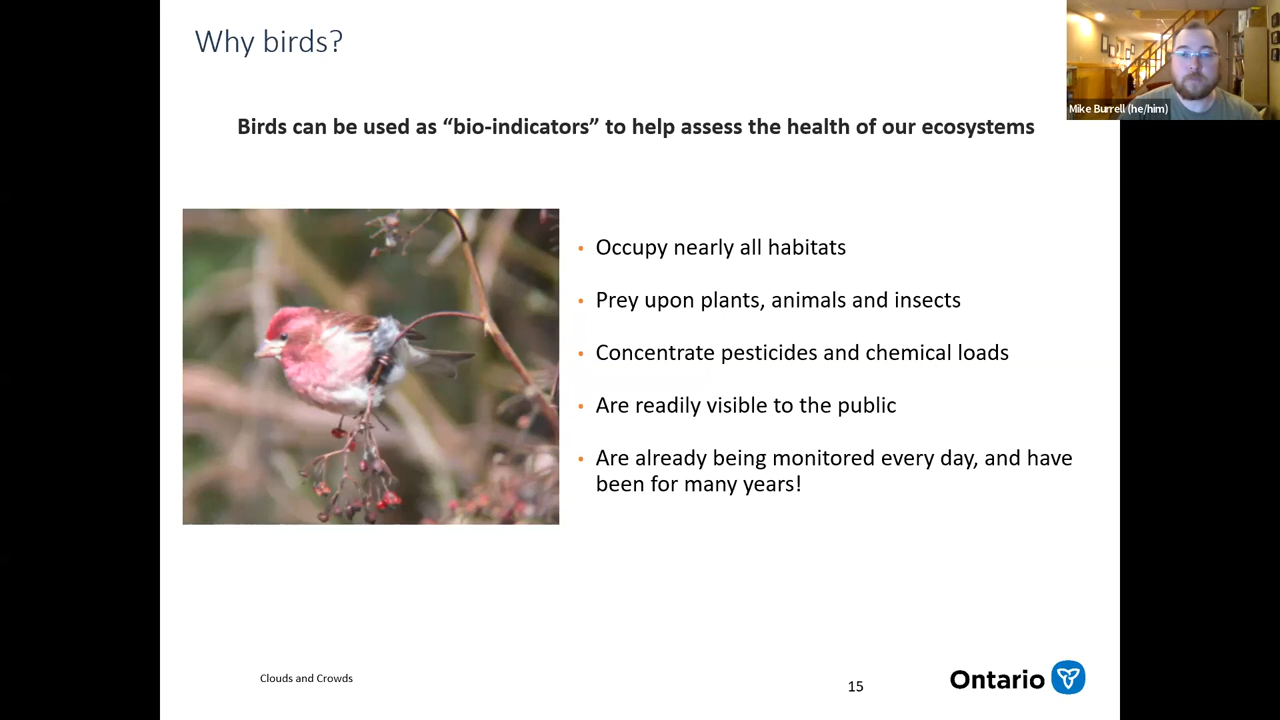 Why birds?
Mike Burrell (he/him)
Birds can be used as “bio-indicators” to help assess the health of our ecosystems
• Occupy nearly all habitats
• Prey upon plants, animals and insects
• Concentrate pesticides and chemical loads
• Are readily visible to the public
• Are already being monitored every day, and have
been for many years!
Clouds and Crowds
15
Ontario